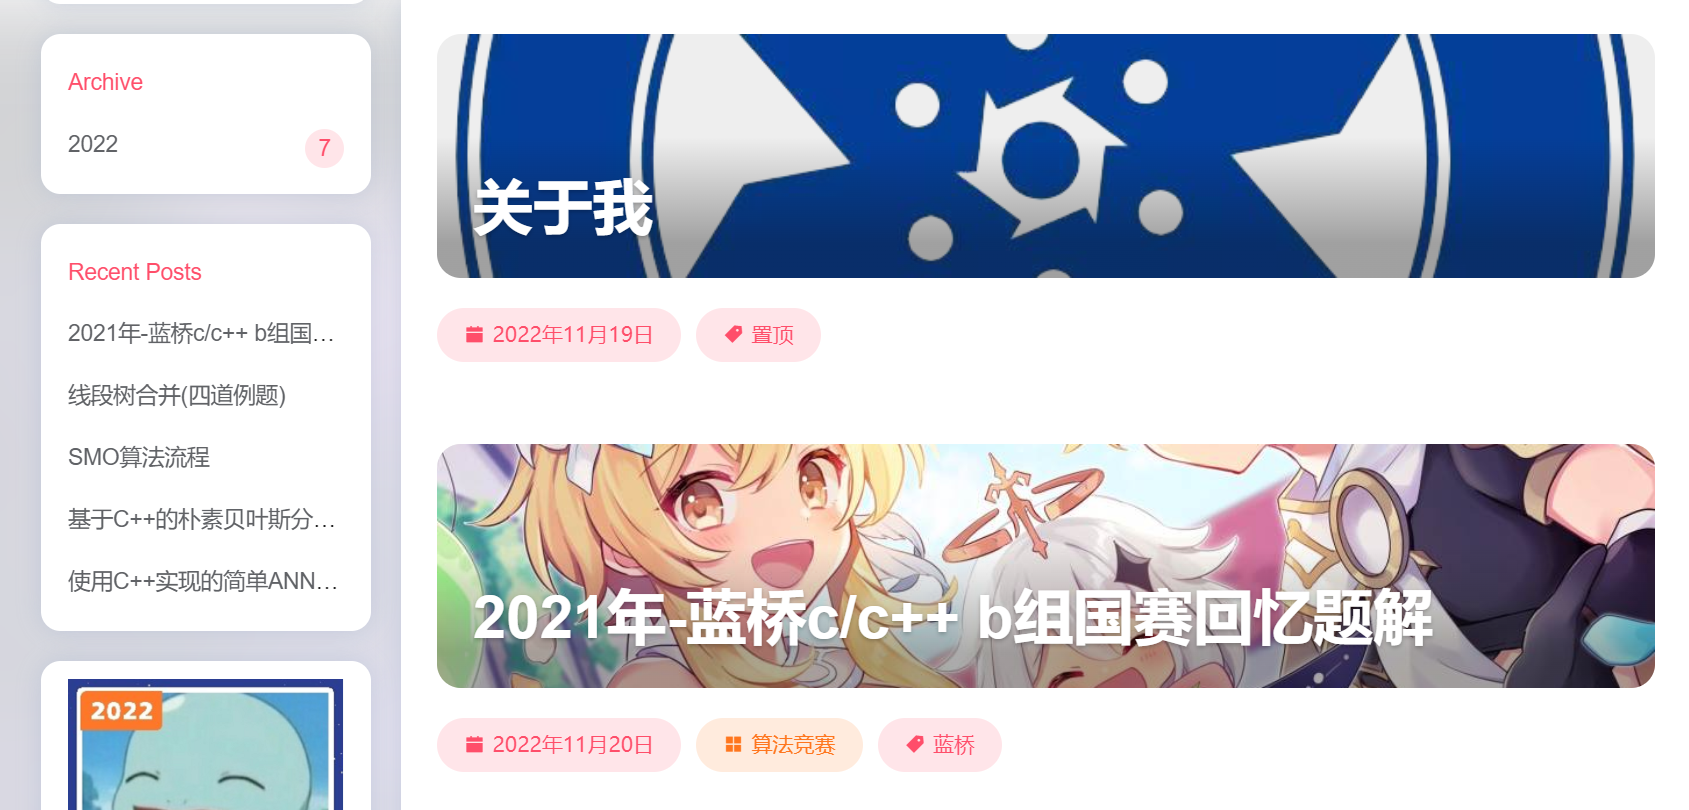 Archive
2022
7
Recent Posts
2021年-蓝桥c/c++ b组国…
线段树合并(四道例题)
SMO算法流程
基于C++的朴素贝叶斯分…
使用C++实现的简单ANN…
2022
关于我
2022年11月19日
置顶
2021年-蓝桥c/c++ b组国赛回忆题解
2022年11月20日
算法竞赛
蓝桥